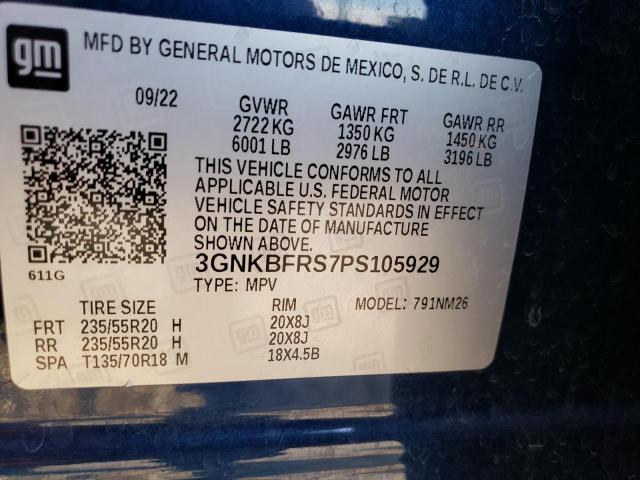 gm
MFD BY GENERAL MOTORS DE MEXICO, S. DE R.L. DE C.V.
09/22 GVWR GAWR FRT GAWR RR
2722 KG 1350 KG 1450 KG
6001 LB 2976 LB 3196 LB
THIS VEHICLE CONFORMS TO ALL
APPLICABLE U.S. FEDERAL MOTOR
VEHICLE SAFETY STANDARDS IN EFFECT
ON THE DATE OF MANUFACTURE
SHOWN ABOVE.
611G 3GNKBFRS7PS105929
TYPE: MPV
TIRE SIZE RIM MODEL: 791NM26
FRT 235/55R20 H 20X8J
RR 235/55R20 H 20X8J
SPA T135/70R18 M 18X4.5B